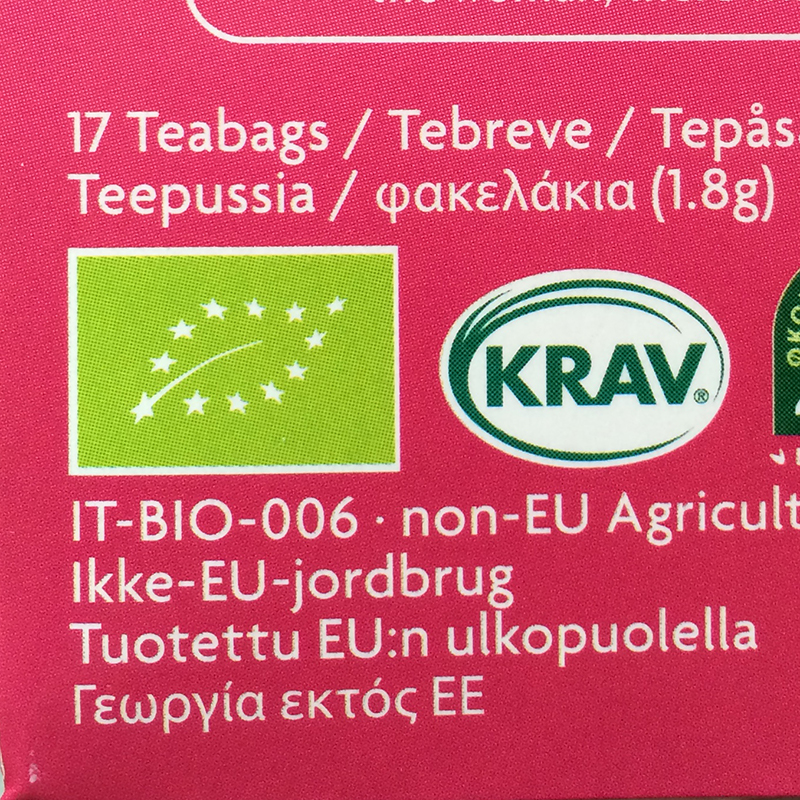 17 Teabags / Tebreve / Tepås
Teepussia / φακελάκια (1.8g)
KRAV®
IT-BIO-006 · non-EU Agricult
Ikke-EU-jordbrug
Tuotettu EU:n ulkopuolella
Γεωργία εκτός ΕΕ